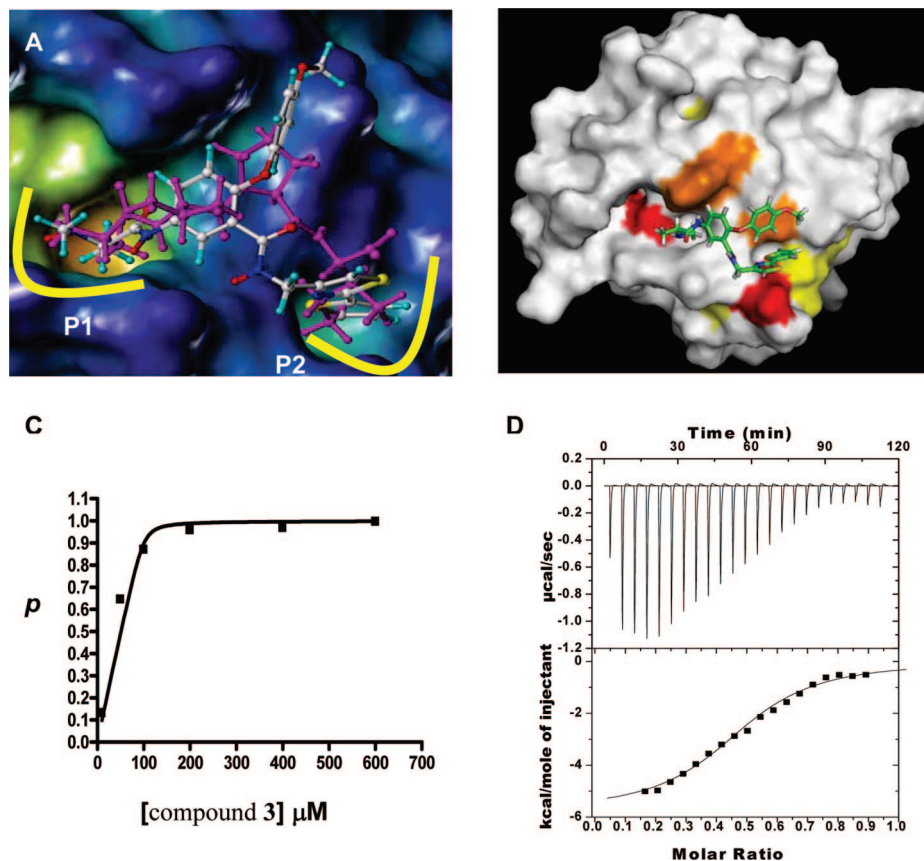 A
P1
P2
C
1.1
1.0
0.9
0.8
0.7
0.6
0.5
0.4
0.3
0.2
0.1
0.0
p
0 100 200 300 400 500 600 700
[compound 3] μM
D
Time (min)
0 30 60 90 120
0.2
0.0
-0.2
-0.4
-0.6
-0.8
-1.0
-1.2
μcal/sec
0
-2
-4
-6
kcal/mole of injectant
0.0 0.1 0.2 0.3 0.4 0.5 0.6 0.7 0.8 0.9 1.0
Molar Ratio